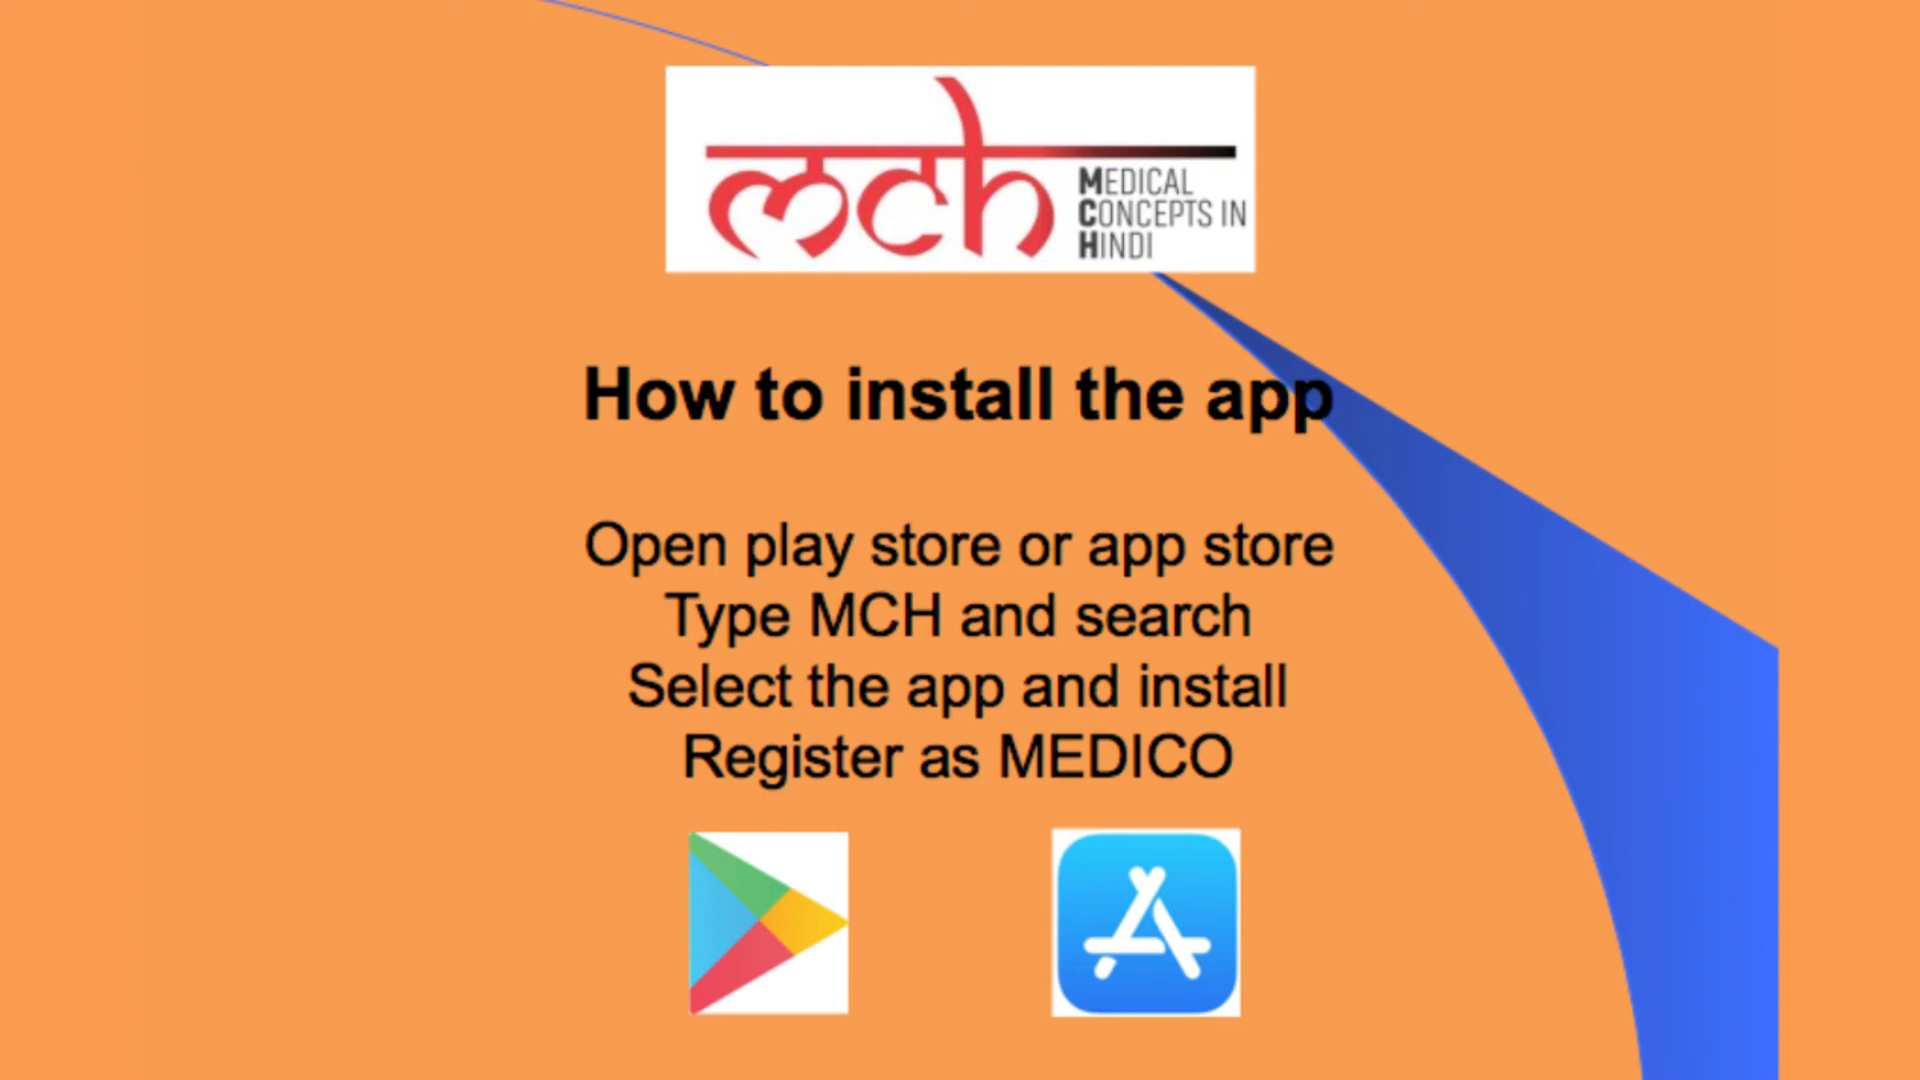 mch
MEDICAL
CONCEPTS IN
HINDI
How to install the app
Open play store or app store
Type MCH and search
Select the app and install
Register as MEDICO